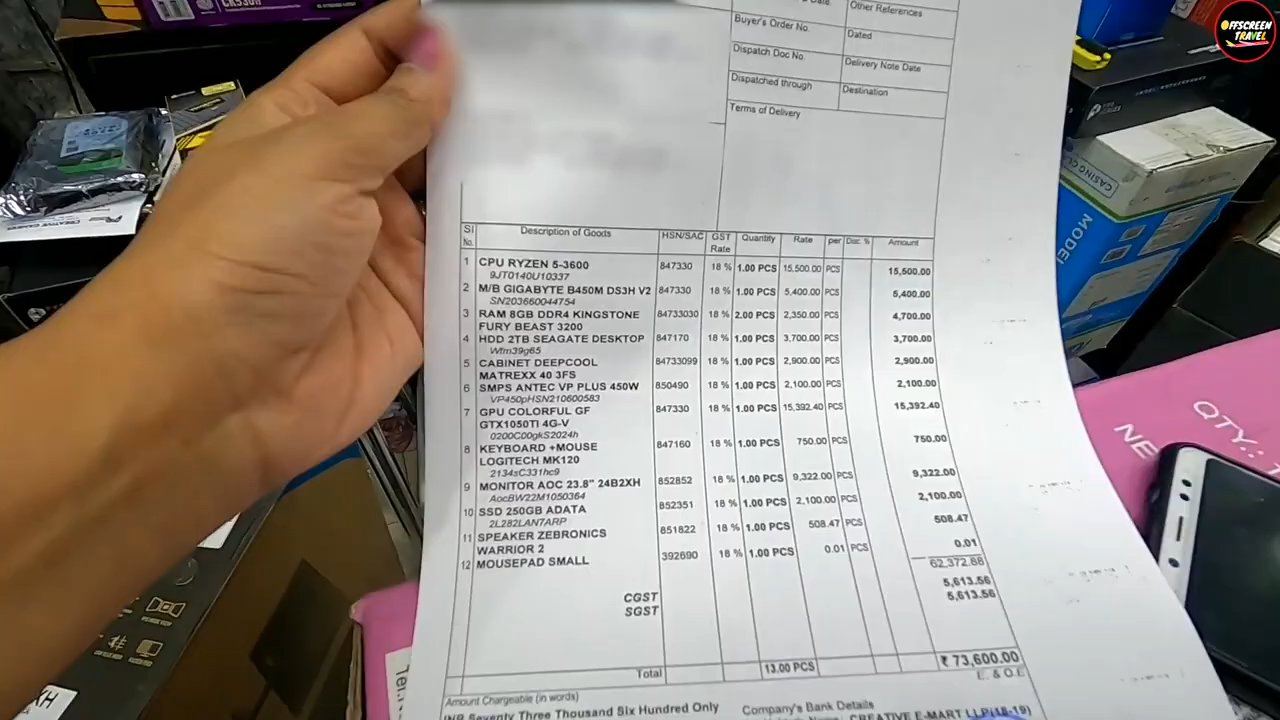 OFFSCREEN
TRAVEL
Other References
Buyer's Order No.
Dated
Dispatch Doc No.
Delivery Note Date
Dispatched through
Destination
Terms of Delivery
Sl No. Description of Goods HSN/SAC GST Rate Quantity Rate per Disc. % Amount
1 CPU RYZEN 5-3600 847330 18 % 1.00 PCS 15,500.00 PCS 15,500.00
9JT0140U10337
2 M/B GIGABYTE B450M DS3H V2 847330 18 % 1.00 PCS 5,400.00 PCS 5,400.00
SN203660044754
3 RAM 8GB DDR4 KINGSTONE 84733030 18 % 2.00 PCS 2,350.00 PCS 4,700.00
FURY BEAST 3200
4 HDD 2TB SEAGATE DESKTOP 847170 18 % 1.00 PCS 3,700.00 PCS 3,700.00
Wfm39g65
5 CABINET DEEPCOOL 84733099 18 % 1.00 PCS 2,900.00 PCS 2,900.00
MATREXX 40 3FS
6 SMPS ANTEC VP PLUS 450W 850490 18 % 1.00 PCS 2,100.00 PCS 2,100.00
VP450pHSN210600583
7 GPU COLORFUL GF 847330 18 % 1.00 PCS 15,392.40 PCS 15,392.40
GTX1050TI 4G-V
0200C00gkS2024h
8 KEYBOARD +MOUSE 847160 18 % 1.00 PCS 750.00 PCS 750.00
LOGITECH MK120
2134sC331hc9
9 MONITOR AOC 23.8" 24B2XH 852852 18 % 1.00 PCS 9,322.00 PCS 9,322.00
AocBW22M1050364
10 SSD 250GB ADATA 852351 18 % 1.00 PCS 2,100.00 PCS 2,100.00
2L282LAN7ARP
11 SPEAKER ZEBRONICS 851822 18 % 1.00 PCS 508.47 PCS 508.47
WARRIOR 2
12 MOUSEPAD SMALL 392690 18 % 1.00 PCS 0.01 PCS 0.01
62,372.88
CGST 5,613.56
SGST 5,613.56
Total 13.00 PCS ₹ 73,600.00
E. & O.E
Amount Chargeable (in words)
INR Seventy Three Thousand Six Hundred Only
Company's Bank Details
CREATIVE E-MART LLP(18-19)
CASING
MODEL
QTY.:
NE